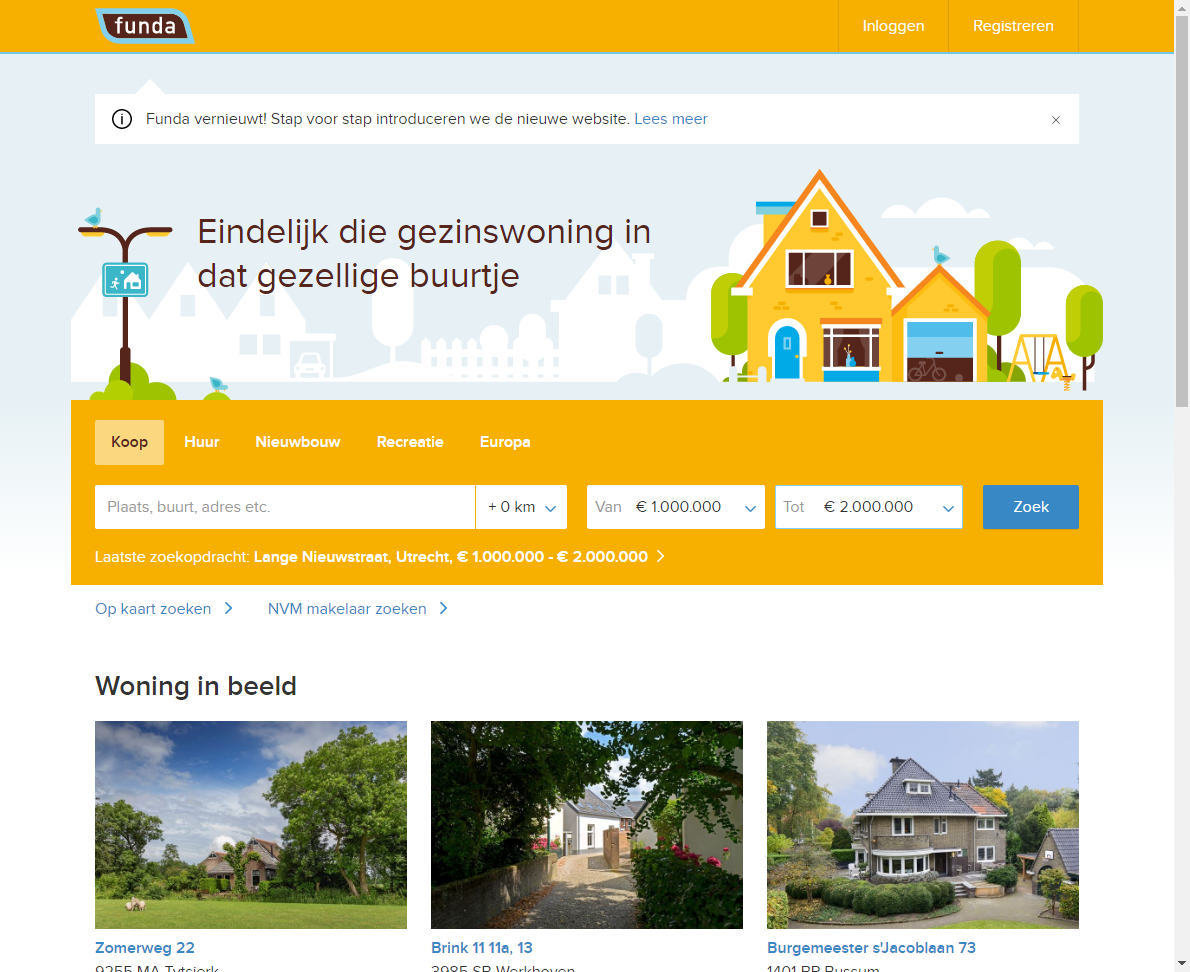 funda
Inloggen
Registreren
Funda vernieuwt! Stap voor stap introduceren we de nieuwe website. Lees meer
Eindelijk die gezinswoning in
dat gezellige buurtje
Koop Huur Nieuwbouw Recreatie Europa
Plaats, buurt, adres etc. + 0 km Van € 1.000.000 Tot € 2.000.000 Zoek
Laatste zoekopdracht: Lange Nieuwstraat, Utrecht, € 1.000.000 - € 2.000.000
Op kaart zoeken NVM makelaar zoeken
Woning in beeld
Zomerweg 22 Brink 11 11a, 13 Burgemeester s'Jacoblaan 73
9255 MA Tytsjerk 3985 SB Werkhoven 1401 BR Bussum